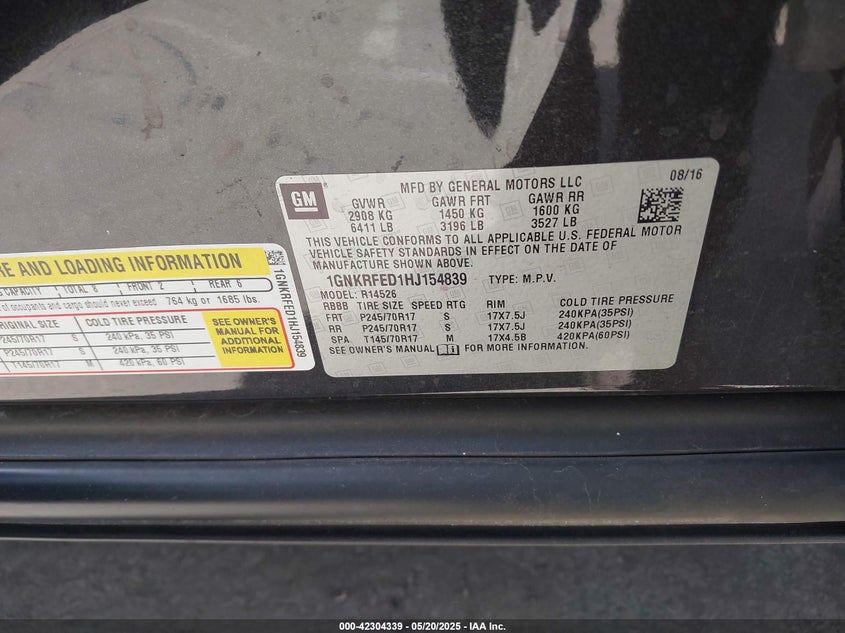 GM
MFD BY GENERAL MOTORS LLC
08/16
GVWR GAWR FRT GAWR RR
2908 KG 1450 KG 1600 KG
6411 LB 3196 LB 3527 LB
THIS VEHICLE CONFORMS TO ALL APPLICABLE U.S. FEDERAL MOTOR
VEHICLE SAFETY STANDARDS IN EFFECT ON THE DATE OF
MANUFACTURE SHOWN ABOVE.
1GNKRFED1HJ154839 TYPE: M.P.V.
MODEL: R14526
RBBB TIRE SIZE SPEED RTG RIM COLD TIRE PRESSURE
FRT P245/70R17 S 17X7.5J 240KPA(35PSI)
RR P245/70R17 S 17X7.5J 240KPA(35PSI)
SPA T145/70R17 M 17X4.5B 420KPA(60PSI)
SEE OWNER'S MANUAL FOR MORE INFORMATION.
RE AND LOADING INFORMATION
CAPACITY TOTAL 8 FRONT 2 REAR 6
of occupants and cargo should never exceed 764 kg or 1685 lbs.
ORIGINAL SIZE COLD TIRE PRESSURE
P245/70R17 S 240 kPa, 35 PSI
P245/70R17 S 240 kPa, 35 PSI
T145/70R17 M 420 kPa, 60 PSI
SEE OWNER'S
MANUAL FOR
ADDITIONAL
INFORMATION
1GNKRFED1HJ154839
000-42304339 - 05/20/2025 - IAA Inc.